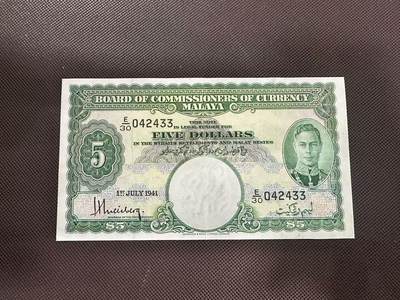 BOARD OF COMMISSIONERS OF CURRENCY
MALAYA
E/30 042433
THIS NOTE
IS LEGAL TENDER FOR
FIVE DOLLARS
IN THE STRAITS SETTLEMENTS AND MALAY STATES
5
1ST JULY 1941
E/30 042433
$5
$5